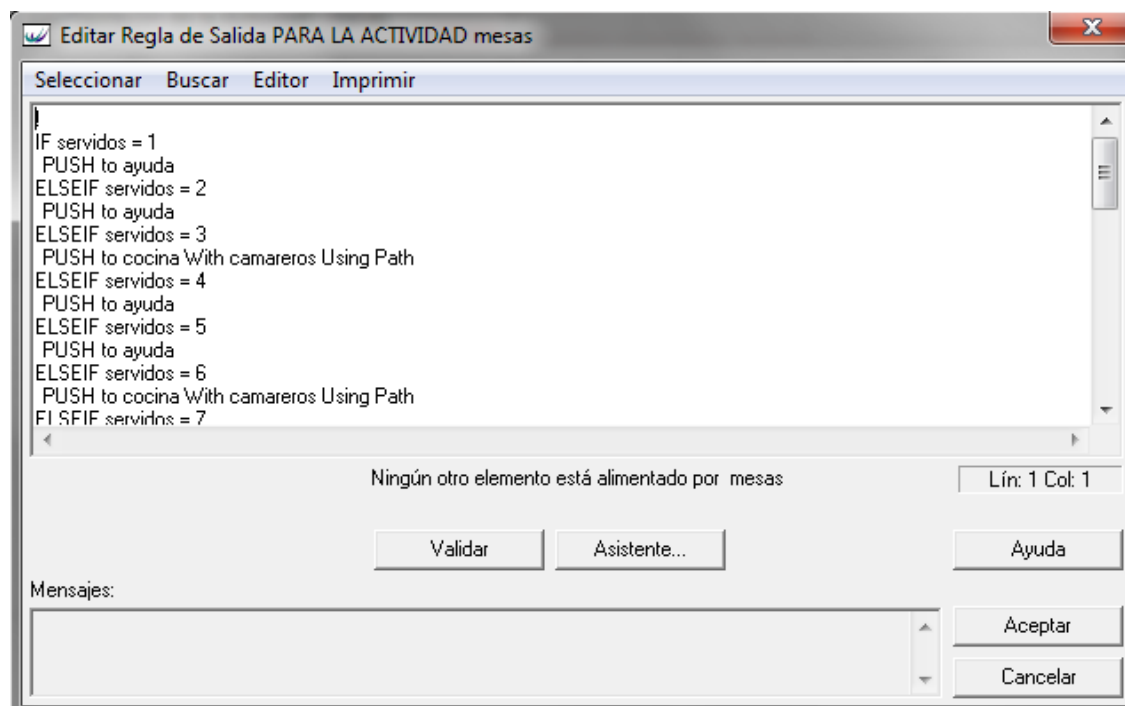 Editar Regla de Salida PARA LA ACTIVIDAD mesas
Seleccionar Buscar Editor Imprimir
!
IF servidos = 1
PUSH to ayuda
ELSEIF servidos = 2
PUSH to ayuda
ELSEIF servidos = 3
PUSH to cocina With camareros Using Path
ELSEIF servidos = 4
PUSH to ayuda
ELSEIF servidos = 5
PUSH to ayuda
ELSEIF servidos = 6
PUSH to cocina With camareros Using Path
ELSEIF servidos = 7
Ningún otro elemento está alimentado por mesas
Lín: 1 Col: 1
Validar Asistente... Ayuda
Mensajes:
Aceptar
Cancelar